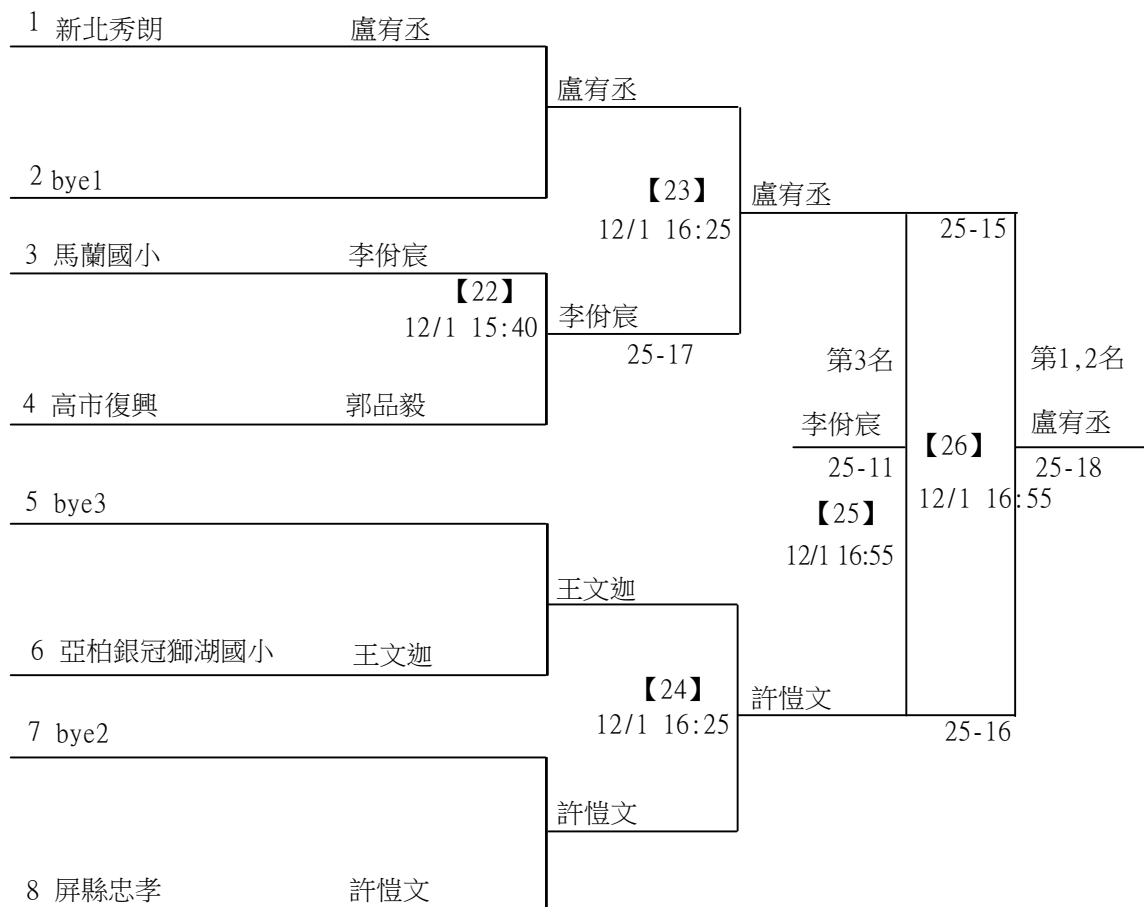 1 新北秀朗 盧宥丞
盧宥丞
2 bye1
【23】
12/1 16:25
盧宥丞
25-15
3 馬蘭國小 李佾宸
【22】
12/1 15:40
李佾宸
25-17
第3名
第1,2名
4 高市復興 郭品毅
李佾宸
25-11
【25】
12/1 16:55
【26】
12/1 16:55
盧宥丞
25-18
5 bye3
王文迦
6 亞柏銀冠獅湖國小 王文迦
【24】
12/1 16:25
許愷文
25-16
7 bye2
許愷文
8 屏縣忠孝 許愷文